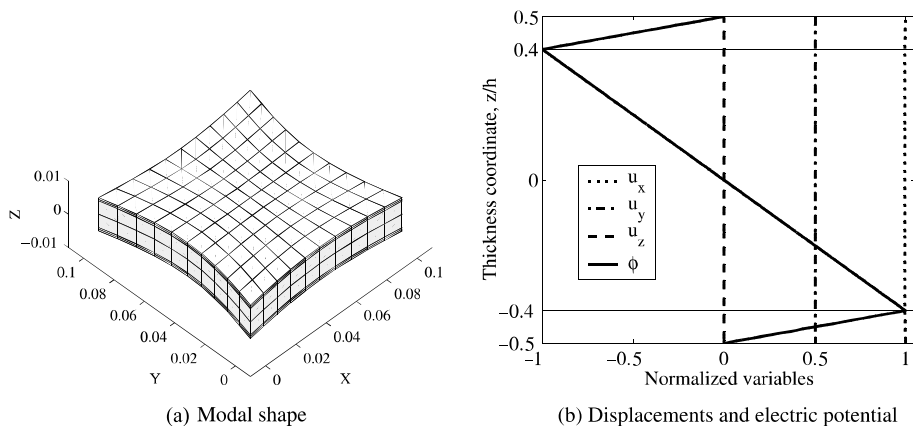 0.01
0
−0.01
Z
0.1
0.08
0.06
0.04
0.02
0
Y
0
0.02
0.04
0.06
0.08
0.1
X
(a) Modal shape
0.5
0.4
0
−0.4
−0.5
Thickness coordinate, z/h
u_x
u_y
u_z
ϕ
−1 −0.5 0 0.5 1
Normalized variables
(b) Displacements and electric potential